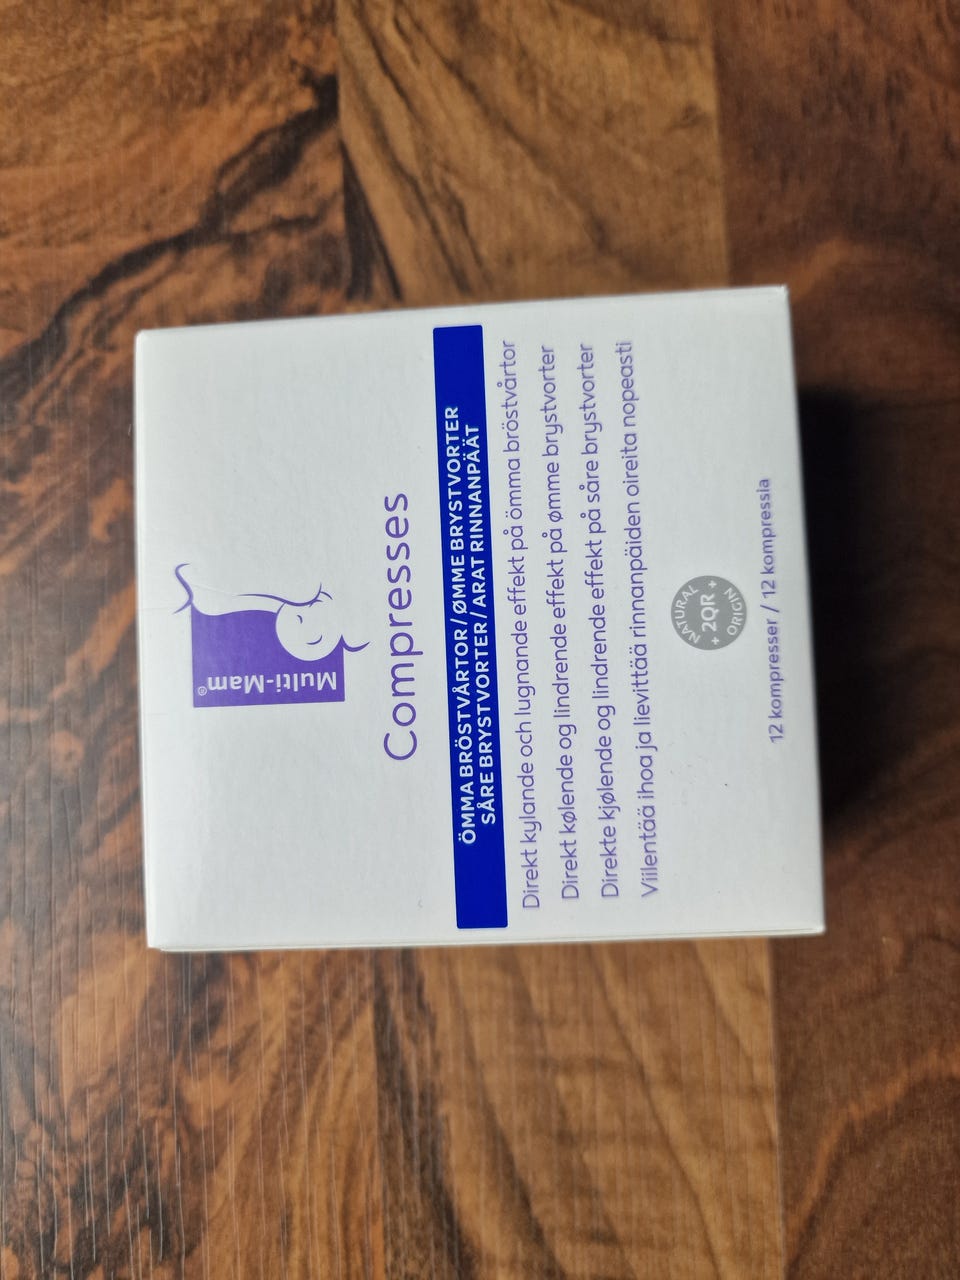 Multi-Mam®
Compresses
ÖMMA BRÖSTVÅRTOR / ØMME BRYSTVORTER
SÅRE BRYSTVORTER / ARAT RINNANPÄÄT
Direkt kylande och lugnande effekt på ömma bröstvårtor
Direkt kølende og lindrende effekt på ømme brystvorter
Direkte kjølende og lindrende effekt på såre brystvorter
Viilentää ihoa ja lievittää rinnanpäiden oireita nopeasti
NATURAL
+ 2QR +
ORIGIN
12 kompresser / 12 kompressia